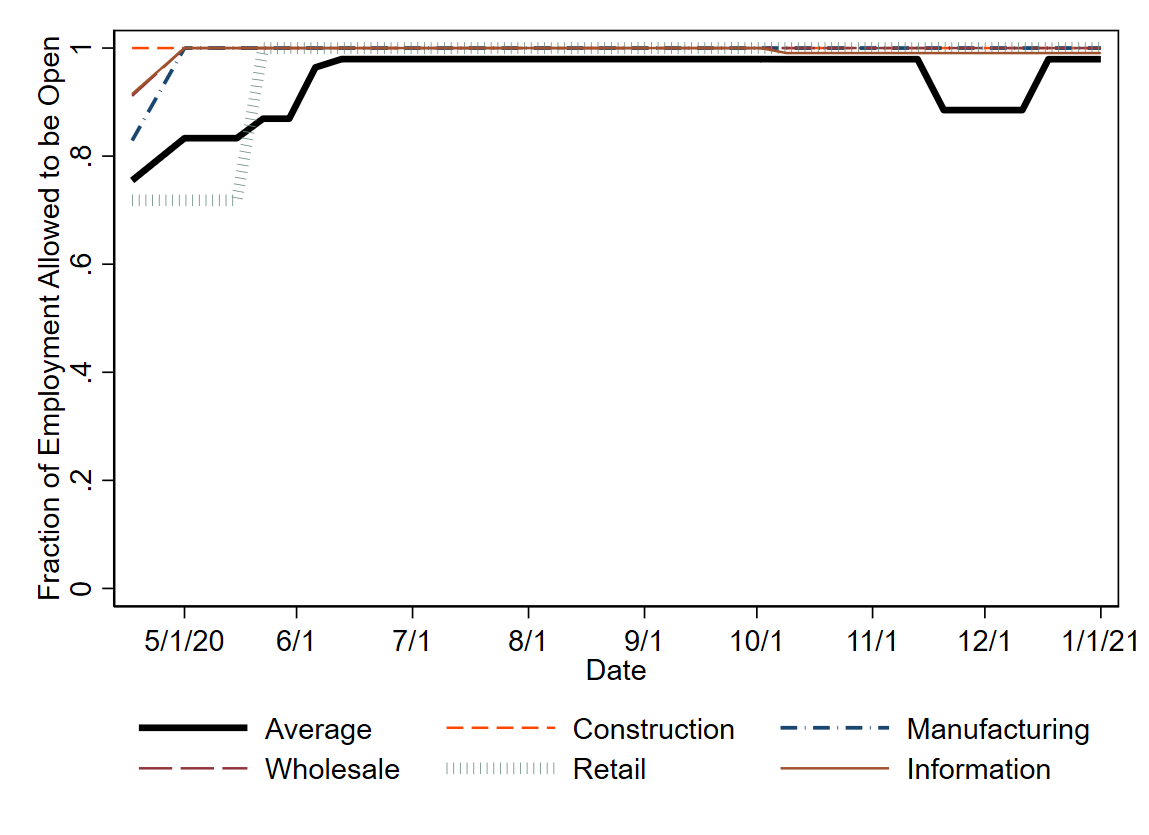 Fraction of Employment Allowed to be Open
1
.8
.6
.4
.2
0
5/1/20 6/1 7/1 8/1 9/1 10/1 11/1 12/1 1/1/21
Date
Average Construction Manufacturing
Wholesale Retail Information